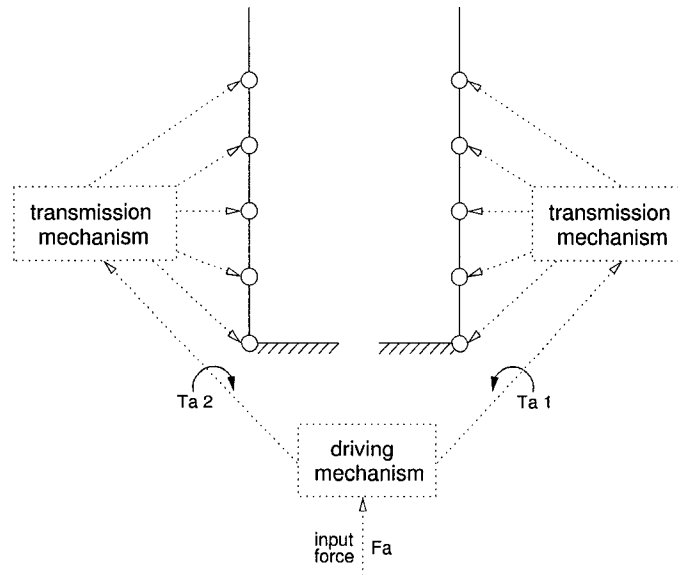 transmission
mechanism
transmission
mechanism
Ta 2
Ta 1
driving
mechanism
input
force
Fa